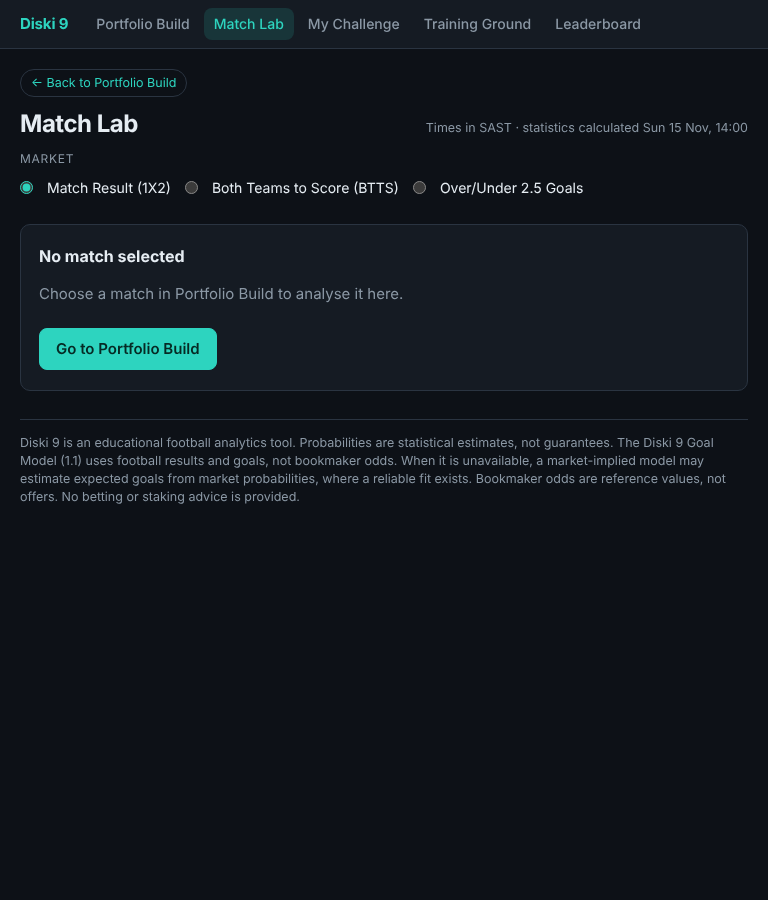 Diski 9 Portfolio Build Match Lab My Challenge Training Ground Leaderboard
← Back to Portfolio Build
Match Lab
Times in SAST · statistics calculated Sun 15 Nov, 14:00
MARKET
Match Result (1X2) Both Teams to Score (BTTS) Over/Under 2.5 Goals
No match selected
Choose a match in Portfolio Build to analyse it here.
Go to Portfolio Build
Diski 9 is an educational football analytics tool. Probabilities are statistical estimates, not guarantees. The Diski 9 Goal
Model (1.1) uses football results and goals, not bookmaker odds. When it is unavailable, a market-implied model may
estimate expected goals from market probabilities, where a reliable fit exists. Bookmaker odds are reference values, not
offers. No betting or staking advice is provided.